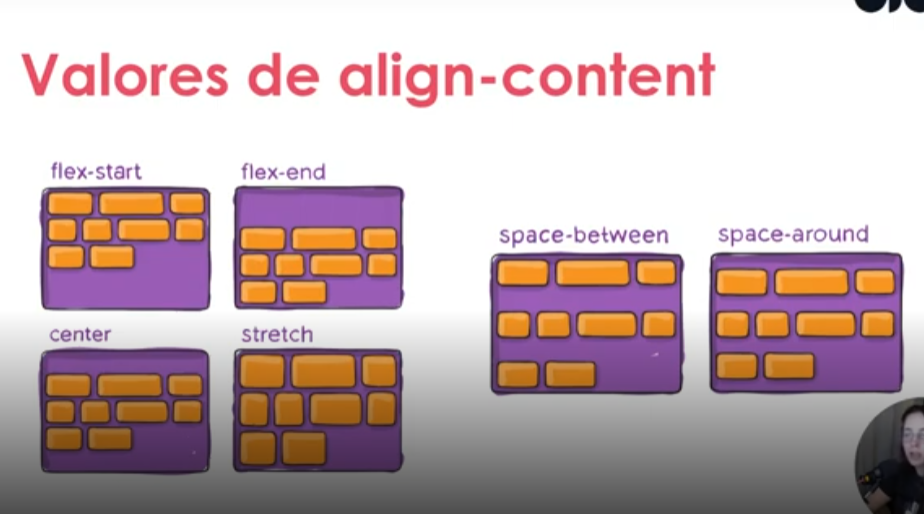 Valores de align-content
flex-start
flex-end
space-between
space-around
center
stretch